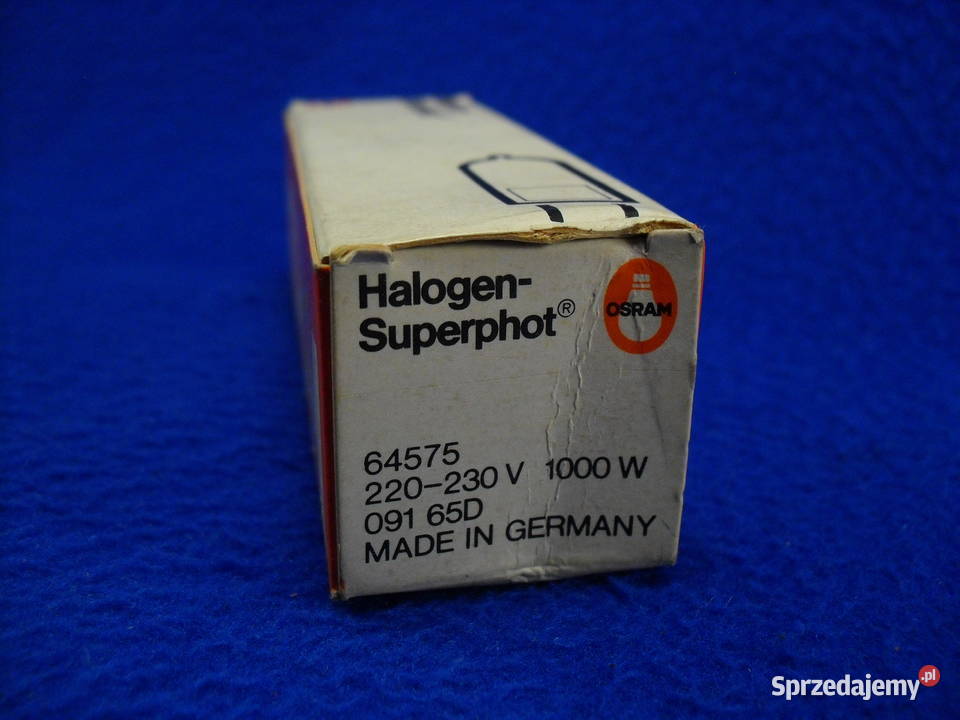 Halogen-
Superphot®
OSRAM
64575
220-230 V 1000 W
091 65D
MADE IN GERMANY
Sprzedajemy.pl